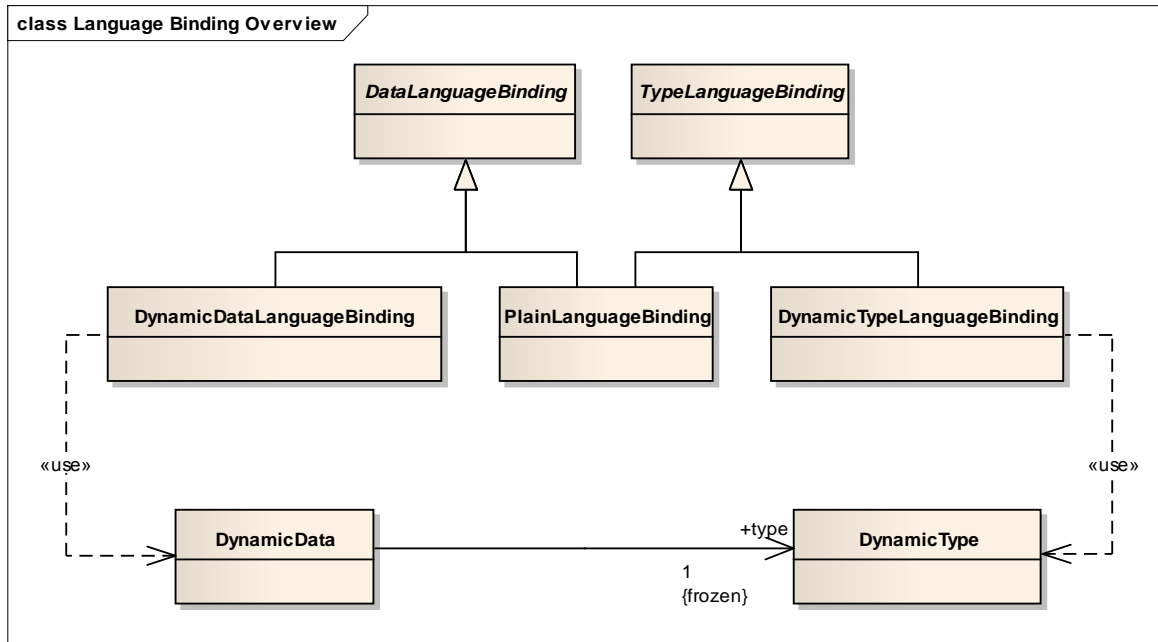 class Language Binding Overview
DataLanguageBinding
TypeLanguageBinding
DynamicDataLanguageBinding
PlainLanguageBinding
DynamicTypeLanguageBinding
«use»
«use»
DynamicData
+type
DynamicType
1
{frozen}